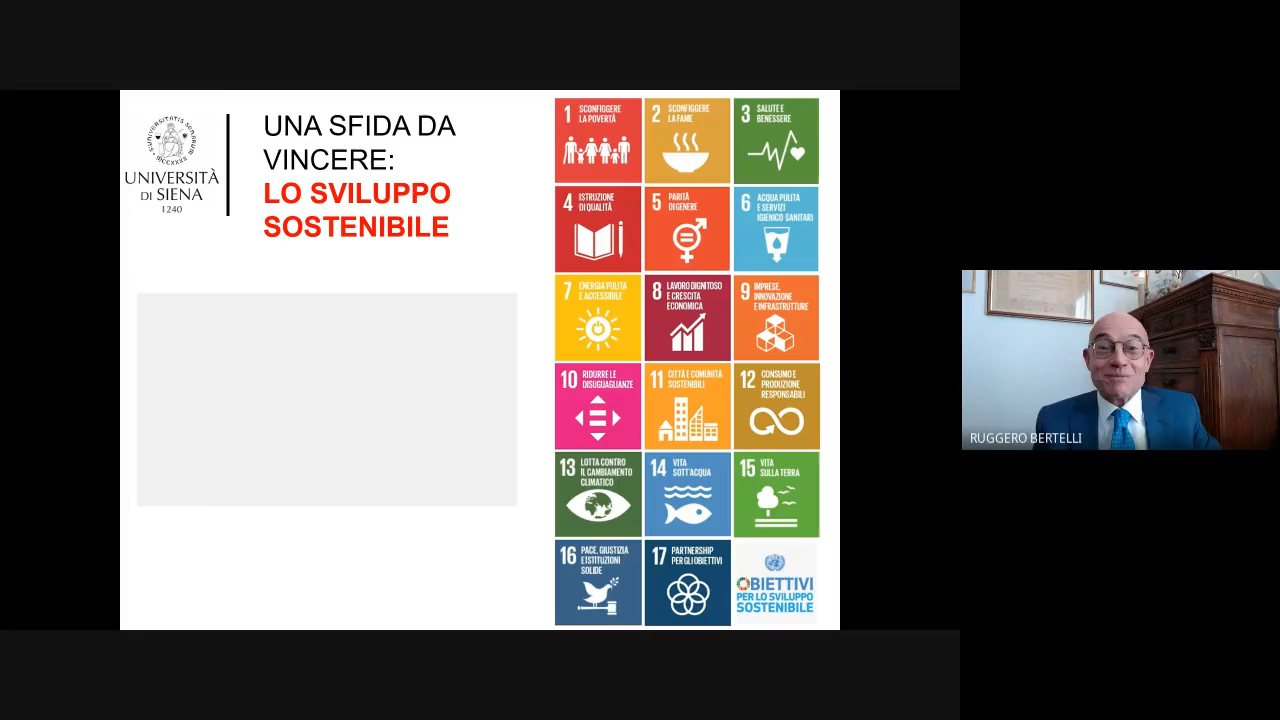 UNIVERSITÀ
DI SIENA
1240
UNA SFIDA DA
VINCERE:
LO SVILUPPO
SOSTENIBILE
1 SCONFIGGERE
LA POVERTÀ
2 SCONFIGGERE
LA FAME
3 SALUTE E
BENESSERE
4 ISTRUZIONE
DI QUALITÀ
5 PARITÀ
DI GENERE
6 ACQUA PULITA
E SERVIZI
IGIENICO SANITARI
7 ENERGIA PULITA
E ACCESSIBILE
8 LAVORO DIGNITOSO
E CRESCITA
ECONOMICA
9 IMPRESE,
INNOVAZIONE
E INFRASTRUTTURE
10 RIDURRE LE
DISUGUAGLIANZE
11 CITTÀ E COMUNITÀ
SOSTENIBILI
12 CONSUMO E
PRODUZIONE
RESPONSABILI
13 LOTTA CONTRO
IL CAMBIAMENTO
CLIMATICO
14 VITA
SOTT'ACQUA
15 VITA
SULLA TERRA
16 PACE, GIUSTIZIA
E ISTITUZIONI
SOLIDE
17 PARTNERSHIP
PER GLI OBIETTIVI
OBIETTIVI
PER LO SVILUPPO
SOSTENIBILE
RUGGERO BERTELLI